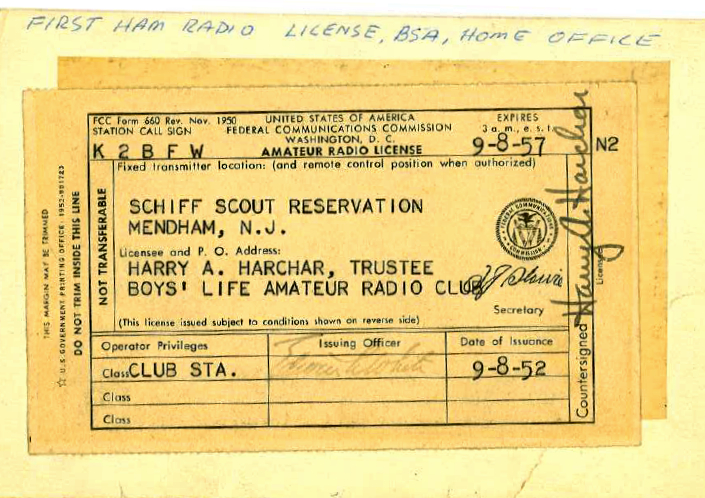 FIRST HAM RADIO LICENSE, BSA, HOME OFFICE
FCC Form 660 Rev. Nov. 1950
STATION CALL SIGN
K2BFW
UNITED STATES OF AMERICA
FEDERAL COMMUNICATIONS COMMISSION
WASHINGTON, D. C.
AMATEUR RADIO LICENSE
EXPIRES
3 a.m., e.s.t.
9-8-57
N2
Fixed transmitter location: (and remote control position when authorized)
SCHIFF SCOUT RESERVATION
MENDHAM, N.J.
Licensee and P. O. Address:
HARRY A. HARCHAR, TRUSTEE
BOYS' LIFE AMATEUR RADIO CLUB
Secretary
(This license issued subject to conditions shown on reverse side)
NOT TRANSFERABLE
DO NOT TRIM INSIDE THIS LINE
☆ U.S. GOVERNMENT PRINTING OFFICE: 1952-901723
THIS MARGIN MAY BE TRIMMED
Operator Privileges
Issuing Officer
Date of Issuance
Class CLUB STA.
9-8-52
Class
Class
Countersigned Harry A. Harchar
Licensee
FEDERAL COMMUNICATIONS COMMISSION